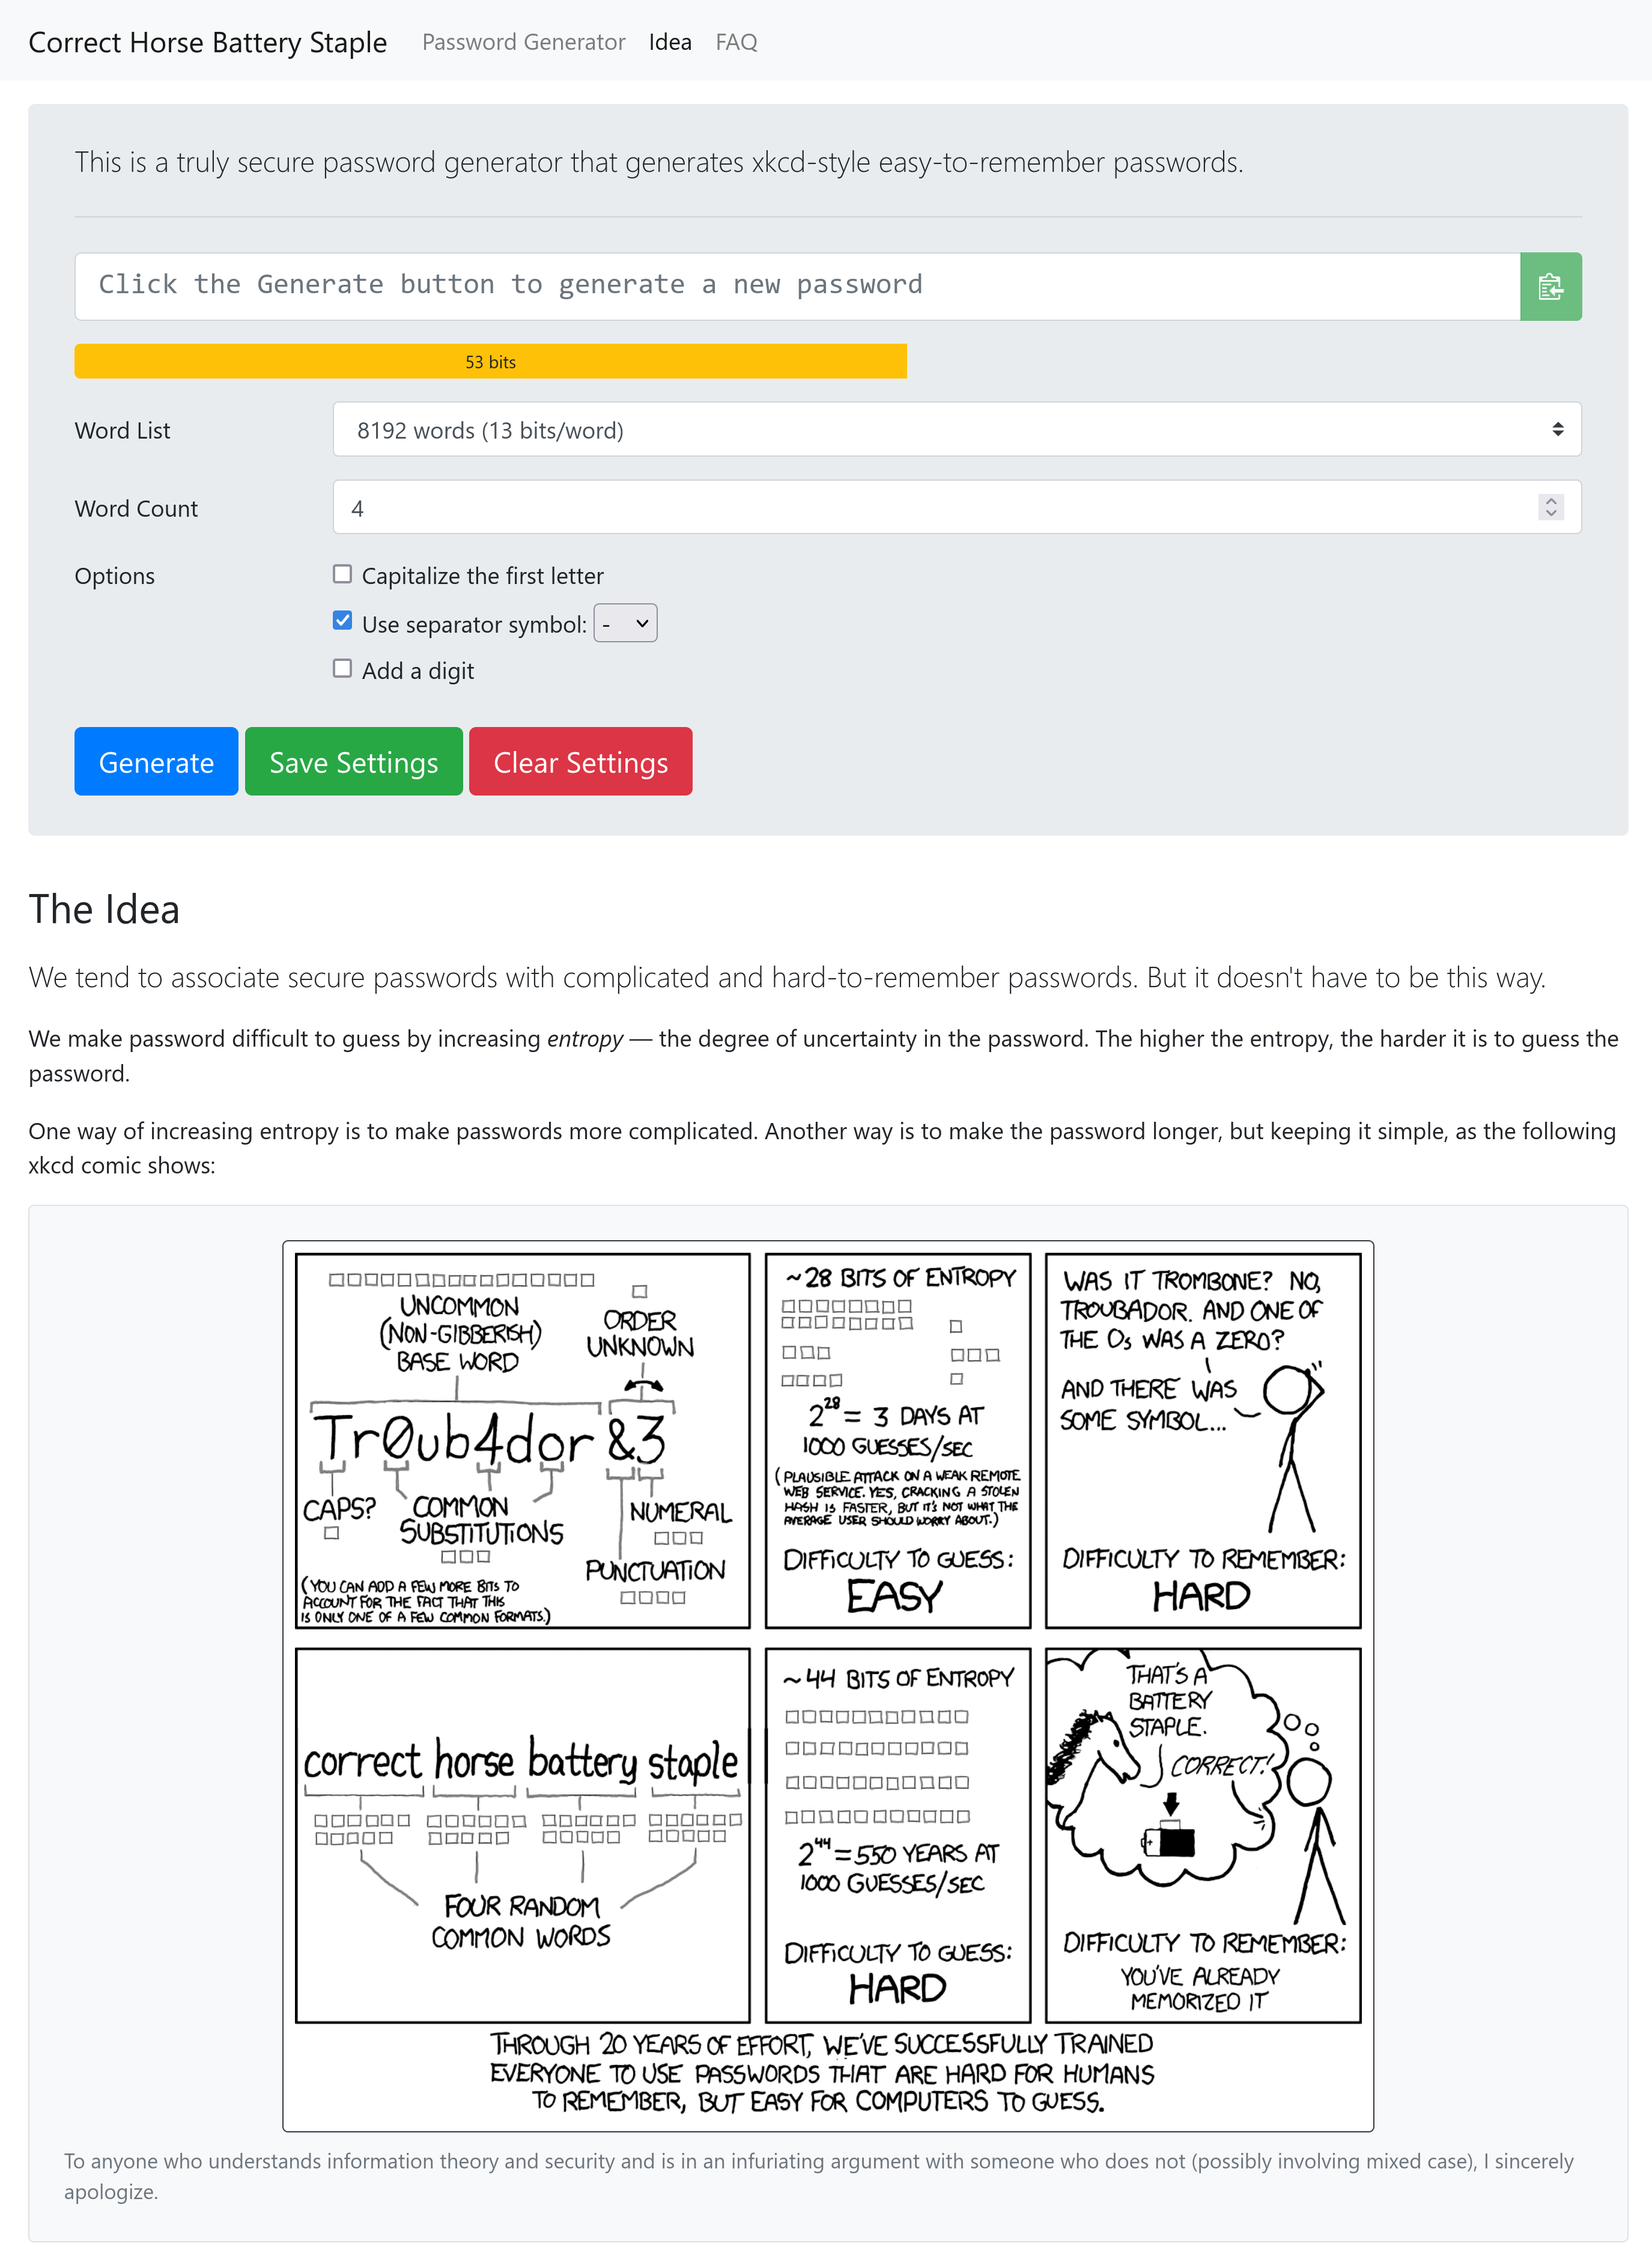 Correct Horse Battery Staple Password Generator Idea FAQ
This is a truly secure password generator that generates xkcd-style easy-to-remember passwords.
Click the Generate button to generate a new password
53 bits
Word List 8192 words (13 bits/word)
Word Count 4
Options Capitalize the first letter
Use separator symbol: -
Add a digit
Generate Save Settings Clear Settings
The Idea
We tend to associate secure passwords with complicated and hard-to-remember passwords. But it doesn't have to be this way.
We make password difficult to guess by increasing entropy — the degree of uncertainty in the password. The higher the entropy, the harder it is to guess the
password.
One way of increasing entropy is to make passwords more complicated. Another way is to make the password longer, but keeping it simple, as the following
xkcd comic shows:
UNCOMMON
(NON-GIBBERISH)
BASE WORD
ORDER
UNKNOWN
Tr0ub4dor &3
CAPS?
COMMON
SUBSTITUTIONS
NUMERAL
PUNCTUATION
(YOU CAN ADD A FEW MORE BITS TO
ACCOUNT FOR THE FACT THAT THIS
IS ONLY ONE OF A FEW COMMON FORMATS.)
~28 BITS OF ENTROPY
2^28 = 3 DAYS AT
1000 GUESSES/SEC
(PLAUSIBLE ATTACK ON A WEAK REMOTE
WEB SERVICE. YES, CRACKING A STOLEN
HASH IS FASTER, BUT IT'S NOT WHAT THE
AVERAGE USER SHOULD WORRY ABOUT.)
DIFFICULTY TO GUESS:
EASY
WAS IT TROMBONE? NO,
TROUBADOR. AND ONE OF
THE Os WAS A ZERO?
AND THERE WAS
SOME SYMBOL...
DIFFICULTY TO REMEMBER:
HARD
correct horse battery staple
FOUR RANDOM
COMMON WORDS
~44 BITS OF ENTROPY
2^44 = 550 YEARS AT
1000 GUESSES/SEC
DIFFICULTY TO GUESS:
HARD
THAT'S A
BATTERY
STAPLE.
CORRECT!
DIFFICULTY TO REMEMBER:
YOU'VE ALREADY
MEMORIZED IT
THROUGH 20 YEARS OF EFFORT, WE'VE SUCCESSFULLY TRAINED
EVERYONE TO USE PASSWORDS THAT ARE HARD FOR HUMANS
TO REMEMBER, BUT EASY FOR COMPUTERS TO GUESS.
To anyone who understands information theory and security and is in an infuriating argument with someone who does not (possibly involving mixed case), I sincerely
apologize.